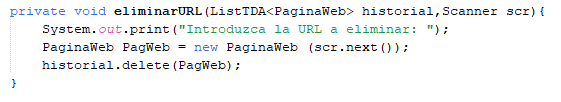 private void eliminarURL(ListTDA<PaginaWeb> historial,Scanner scr){
System.out.print("Introduzca la URL a eliminar: ");
PaginaWeb PagWeb = new PaginaWeb (scr.next());
historial.delete(PagWeb);
}